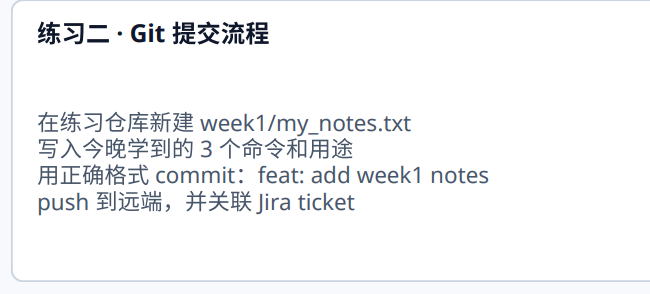 练习二 · Git 提交流程
在练习仓库新建 week1/my_notes.txt
写入今晚学到的 3 个命令和用途
用正确格式 commit：feat: add week1 notes
push 到远端，并关联 Jira ticket